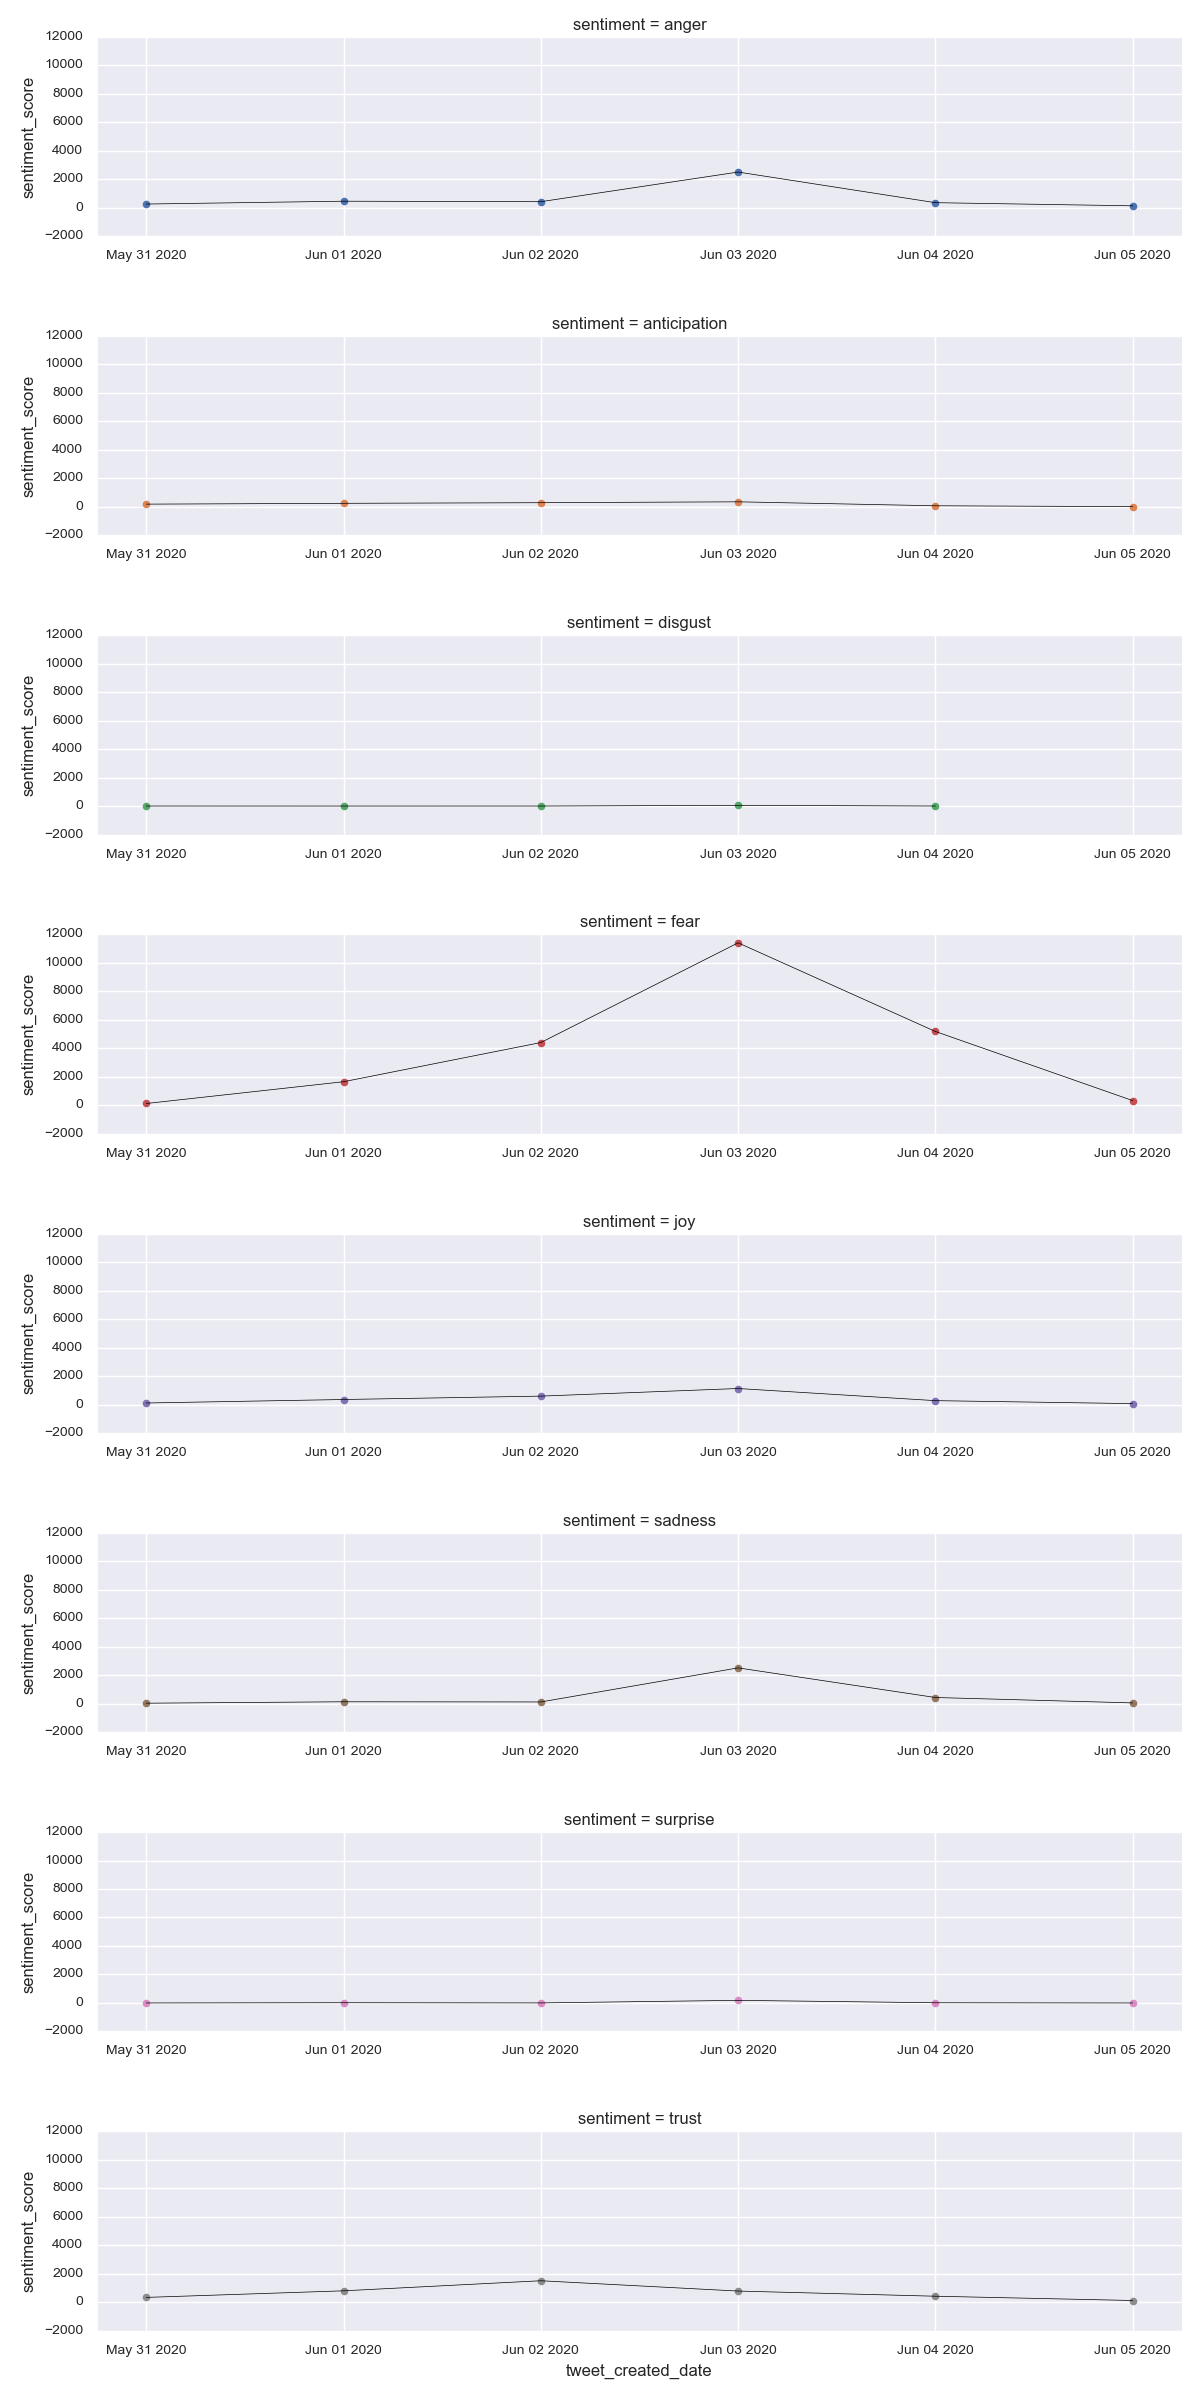 sentiment = anger
12000
10000
8000
6000
4000
2000
0
−2000
sentiment_score
May 31 2020 Jun 01 2020 Jun 02 2020 Jun 03 2020 Jun 04 2020 Jun 05 2020
sentiment = anticipation
12000
10000
8000
6000
4000
2000
0
−2000
sentiment_score
May 31 2020 Jun 01 2020 Jun 02 2020 Jun 03 2020 Jun 04 2020 Jun 05 2020
sentiment = disgust
12000
10000
8000
6000
4000
2000
0
−2000
sentiment_score
May 31 2020 Jun 01 2020 Jun 02 2020 Jun 03 2020 Jun 04 2020 Jun 05 2020
sentiment = fear
12000
10000
8000
6000
4000
2000
0
−2000
sentiment_score
May 31 2020 Jun 01 2020 Jun 02 2020 Jun 03 2020 Jun 04 2020 Jun 05 2020
sentiment = joy
12000
10000
8000
6000
4000
2000
0
−2000
sentiment_score
May 31 2020 Jun 01 2020 Jun 02 2020 Jun 03 2020 Jun 04 2020 Jun 05 2020
sentiment = sadness
12000
10000
8000
6000
4000
2000
0
−2000
sentiment_score
May 31 2020 Jun 01 2020 Jun 02 2020 Jun 03 2020 Jun 04 2020 Jun 05 2020
sentiment = surprise
12000
10000
8000
6000
4000
2000
0
−2000
sentiment_score
May 31 2020 Jun 01 2020 Jun 02 2020 Jun 03 2020 Jun 04 2020 Jun 05 2020
sentiment = trust
12000
10000
8000
6000
4000
2000
0
−2000
sentiment_score
May 31 2020 Jun 01 2020 Jun 02 2020 Jun 03 2020 Jun 04 2020 Jun 05 2020
tweet_created_date